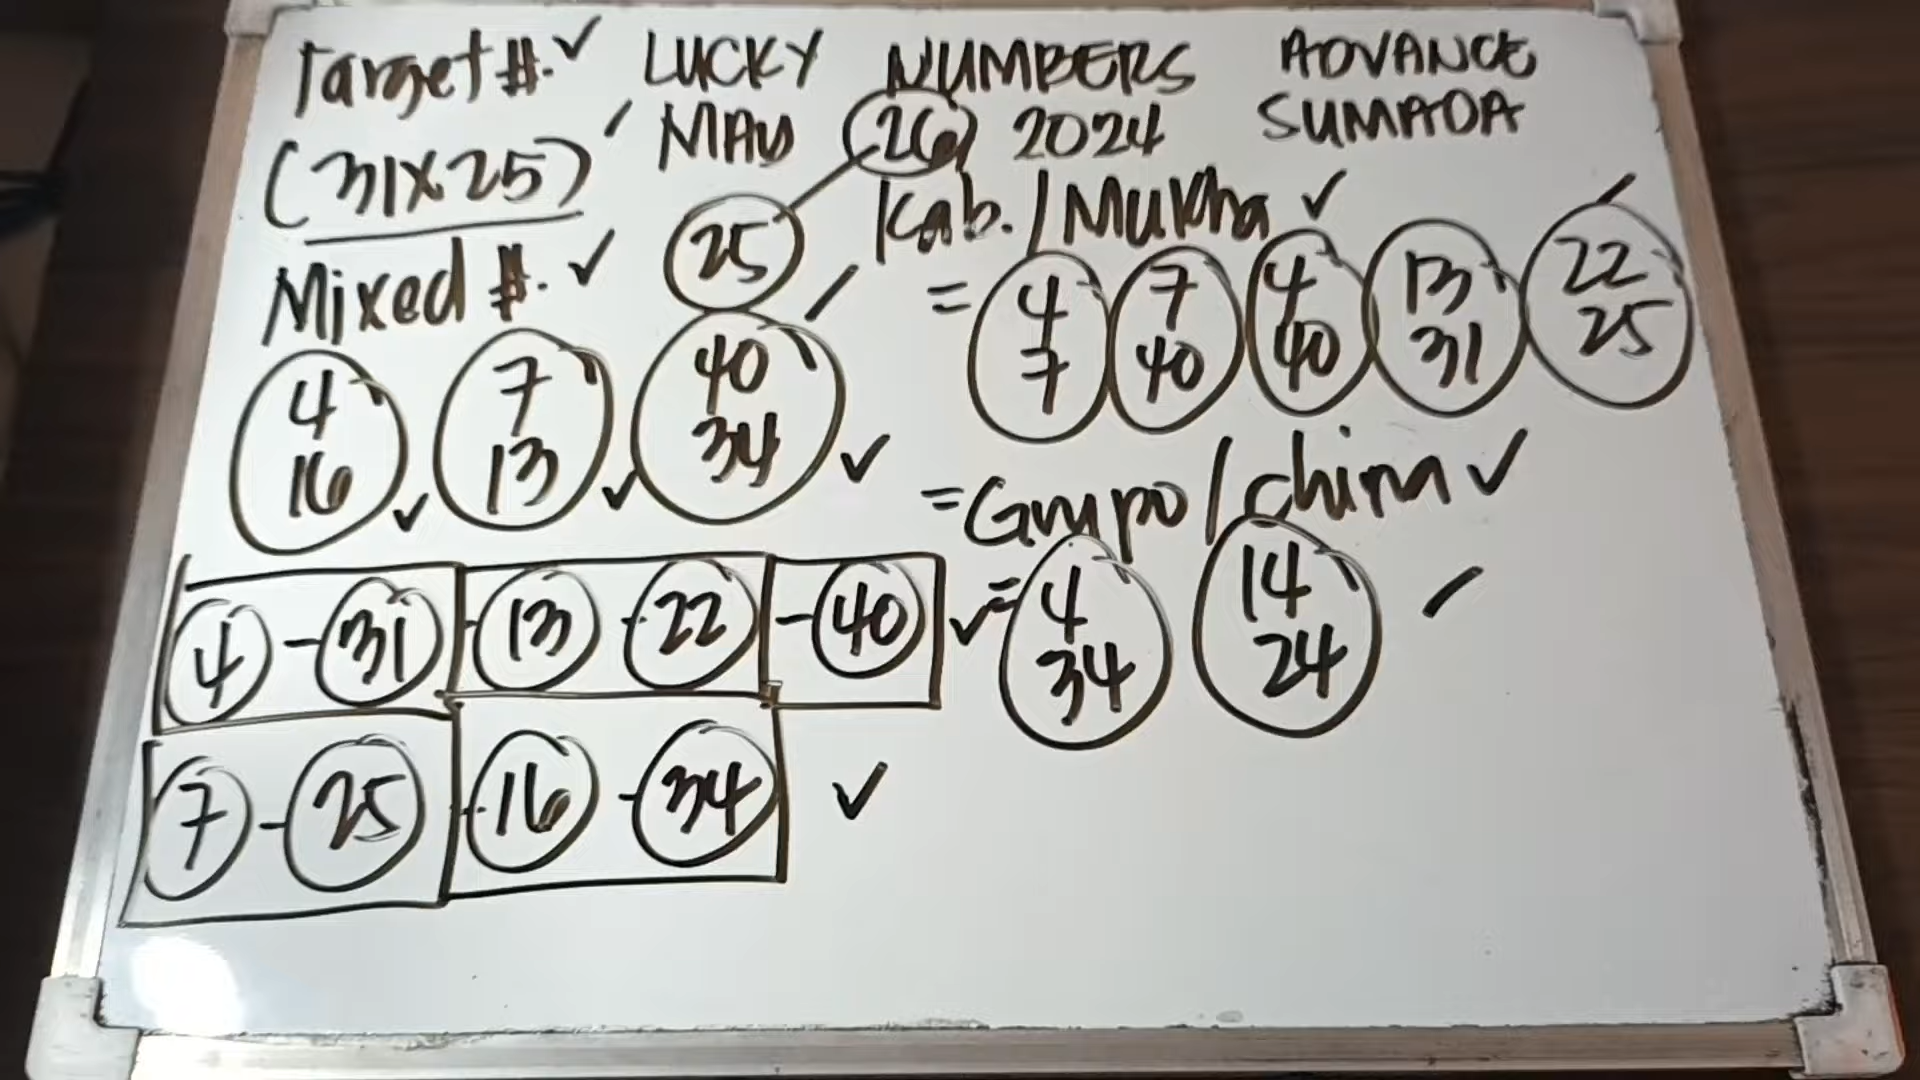 Target #. ✓ LUCKY NUMBERS ADVANCE
(31x25) MAY 26, 2024 SUMADA
25
Kab./Mukha ✓
= 4 7 4 13 22
7 40 40 31 25
Mixed #. ✓
4 7 40
16 13 34 ✓
= Grupo/china ✓
= 4 14
34 24
4 - 31 - 13 - 22 - 40 ✓
7 - 25 - 16 - 34 ✓